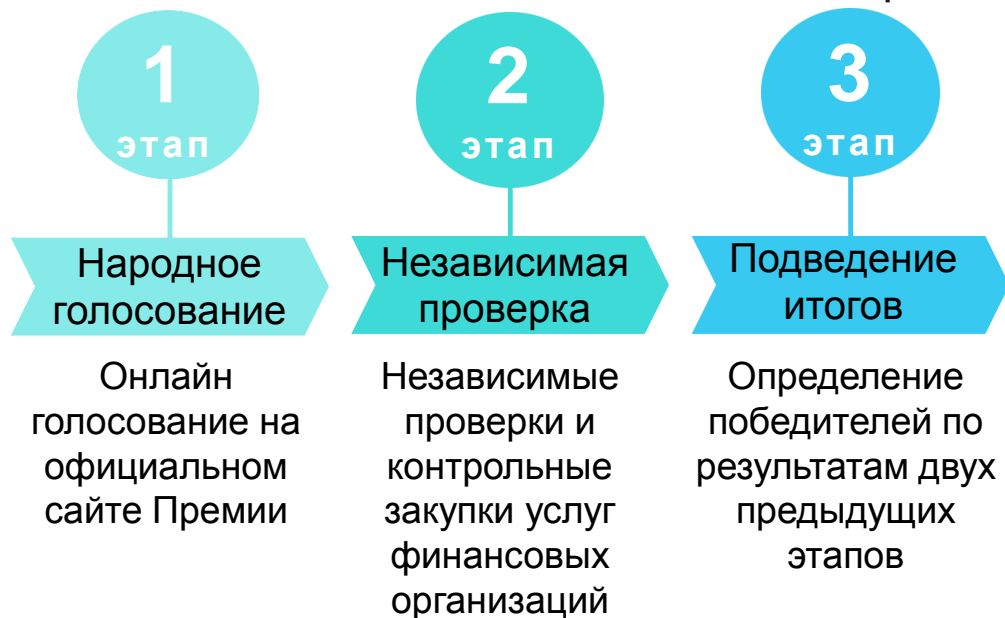 1
этап
2
этап
3
этап
Народное
голосование
Независимая
проверка
Подведение
итогов
Онлайн
голосование на
официальном
сайте Премии
Независимые
проверки и
контрольные
закупки услуг
финансовых
организаций
Определение
победителей по
результатам двух
предыдущих
этапов